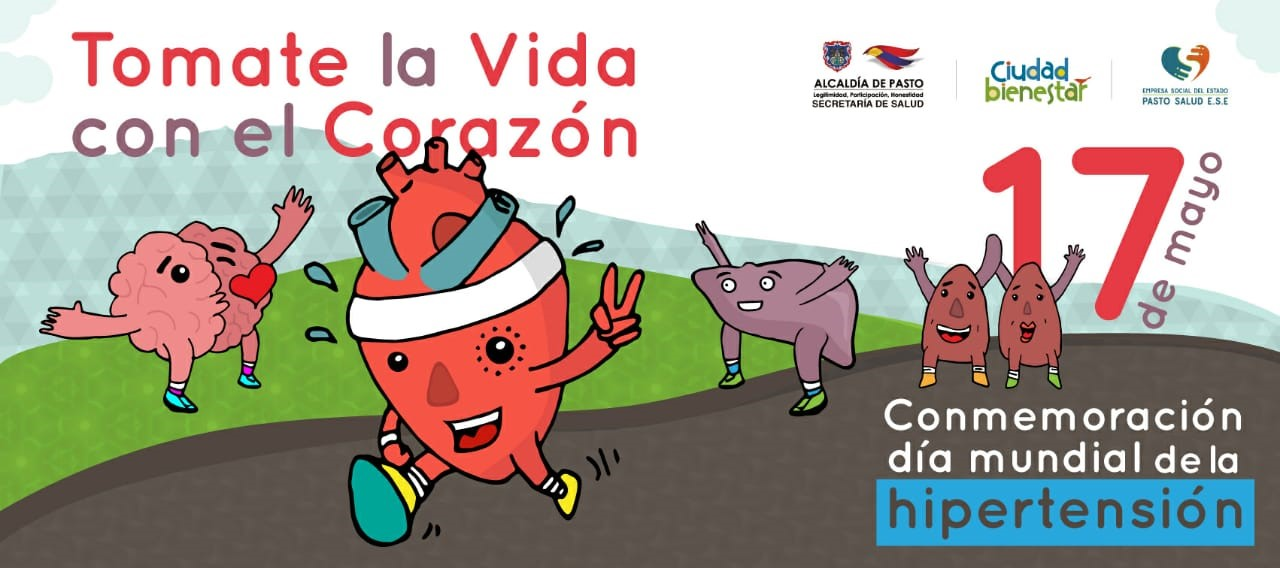 Tomate la Vida
con el Corazón
ALCALDÍA DE PASTO
Legitimidad, Participación, Honestidad
SECRETARÍA DE SALUD
Ciudad
bienestar
EMPRESA SOCIAL DEL ESTADO
PASTO SALUD E.S.E
17
de mayo
Conmemoración
día mundial de la
hipertensión